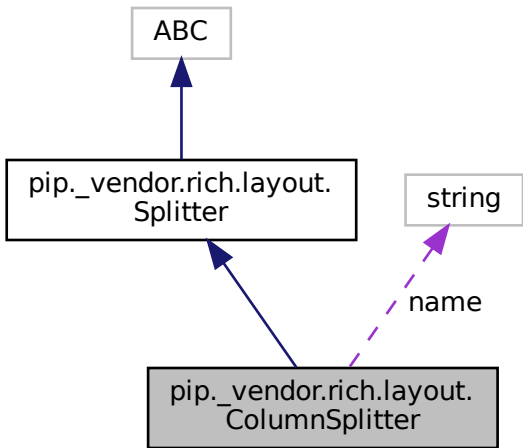 ABC
pip._vendor.rich.layout.
Splitter
string
name
pip._vendor.rich.layout.
ColumnSplitter